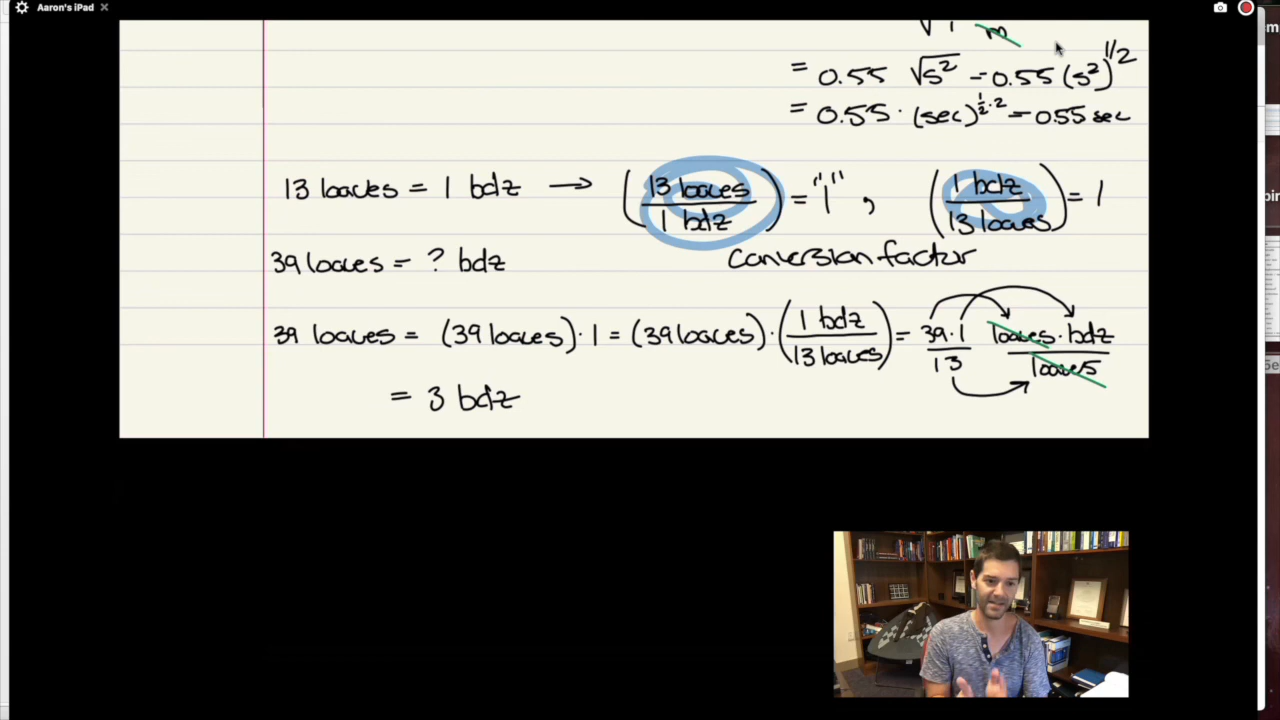 Aaron's iPad
m
= 0.55 √s² = 0.55 (s²)^1/2
= 0.55 · (sec)^½·2 = 0.55 sec
13 loaves = 1 bdz → (13 loaves / 1 bdz) = "1" , (1 bdz / 13 loaves) = 1
39 loaves = ? bdz conversion factor
39 loaves = (39 loaves) · 1 = (39 loaves) · (1 bdz / 13 loaves) = 39·1 / 13 loaves · bdz / loaves
= 3 bdz